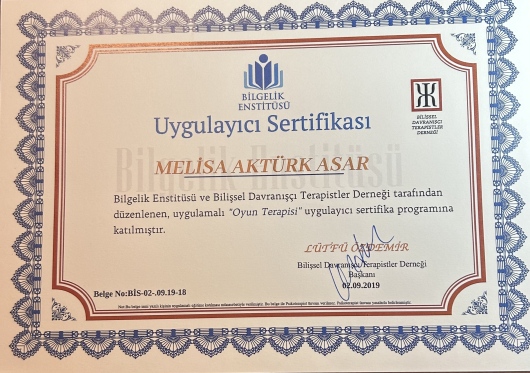 BİLGELİK
ENSTİTÜSÜ
BİLİŞSEL
DAVRANIŞÇI
TERAPİSTLER
DERNEĞİ
Uygulayıcı Sertifikası
Bilgelik Enstitüsü
MELİSA AKTÜRK ASAR
Bilgelik Enstitüsü ve Bilişsel Davranışçı Terapistler Derneği tarafından
düzenlenen, uygulamalı "Oyun Terapisi" uygulayıcı sertifika programına
katılmıştır.
LÜTFÜ ÖZDEMİR
Bilişsel Davranışçı Terapistler Derneği
Başkanı
02.09.2019
Belge No:BİS-02-.09.19-18